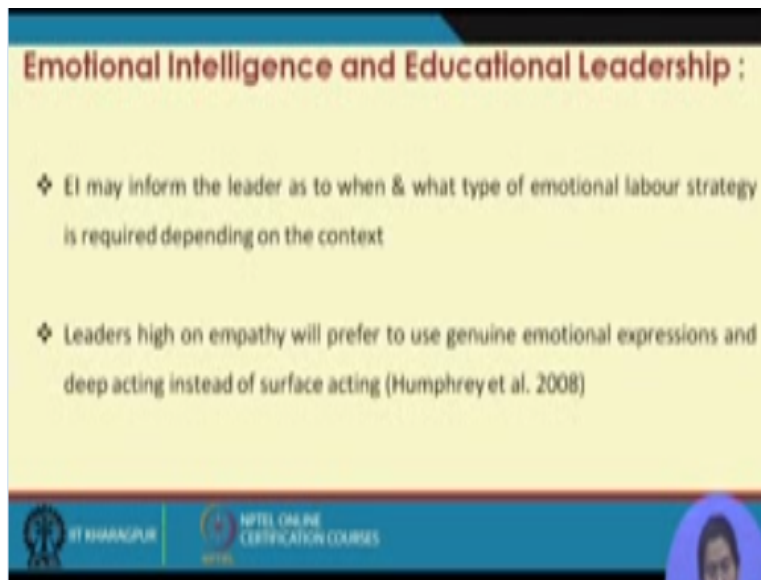 Emotional Intelligence and Educational Leadership :
❖ EI may inform the leader as to when & what type of emotional labour strategy
is required depending on the context
❖ Leaders high on empathy will prefer to use genuine emotional expressions and
deep acting instead of surface acting (Humphrey et al. 2008)
IIT KHARAGPUR
NPTEL
NPTEL ONLINE
CERTIFICATION COURSES